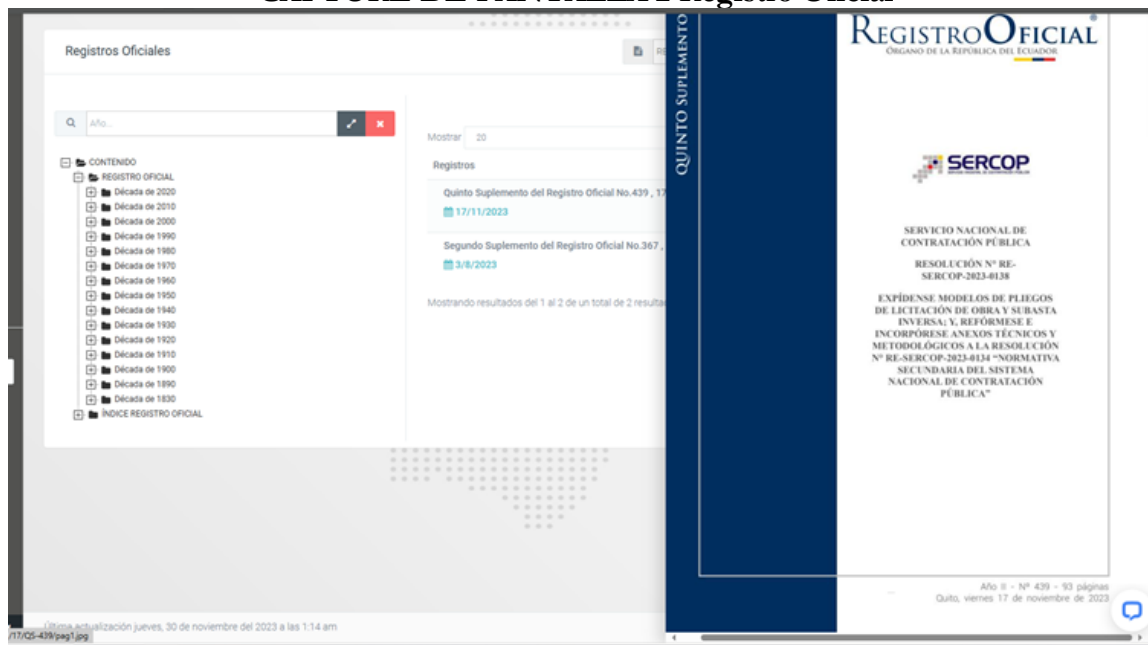 Registros Oficiales
Año...
CONTENIDO
REGISTRO OFICIAL
Década de 2020
Década de 2010
Década de 2000
Década de 1990
Década de 1980
Década de 1970
Década de 1960
Década de 1950
Década de 1940
Década de 1930
Década de 1920
Década de 1910
Década de 1900
Década de 1890
Década de 1830
ÍNDICE REGISTRO OFICIAL
Mostrar 20
Registros
Quinto Suplemento del Registro Oficial No.439 , 17
17/11/2023
Segundo Suplemento del Registro Oficial No.367 ,
3/8/2023
Mostrando resultados del 1 al 2 de un total de 2
Última actualización jueves, 30 de noviembre del 2023 a las 1:14 am
/17/QS-439/pag1.jpg
QUINTO SUPLEMENTO
REGISTRO OFICIAL
ÓRGANO DE LA REPÚBLICA DEL ECUADOR
SERCOP
SERVICIO NACIONAL DE
CONTRATACIÓN PÚBLICA
RESOLUCIÓN Nº RE-
SERCOP-2023-0138
EXPÍDENSE MODELOS DE PLIEGOS
DE LICITACIÓN DE OBRA Y SUBASTA
INVERSA; Y, REFÓRMESE E
INCORPÓRESE ANEXOS TÉCNICOS Y
METODOLÓGICOS A LA RESOLUCIÓN
Nº RE-SERCOP-2023-0134 “NORMATIVA
SECUNDARIA DEL SISTEMA
NACIONAL DE CONTRATACIÓN
PÚBLICA”
Año II - Nº 439 - 93 páginas
Quito, viernes 17 de noviembre de 2023